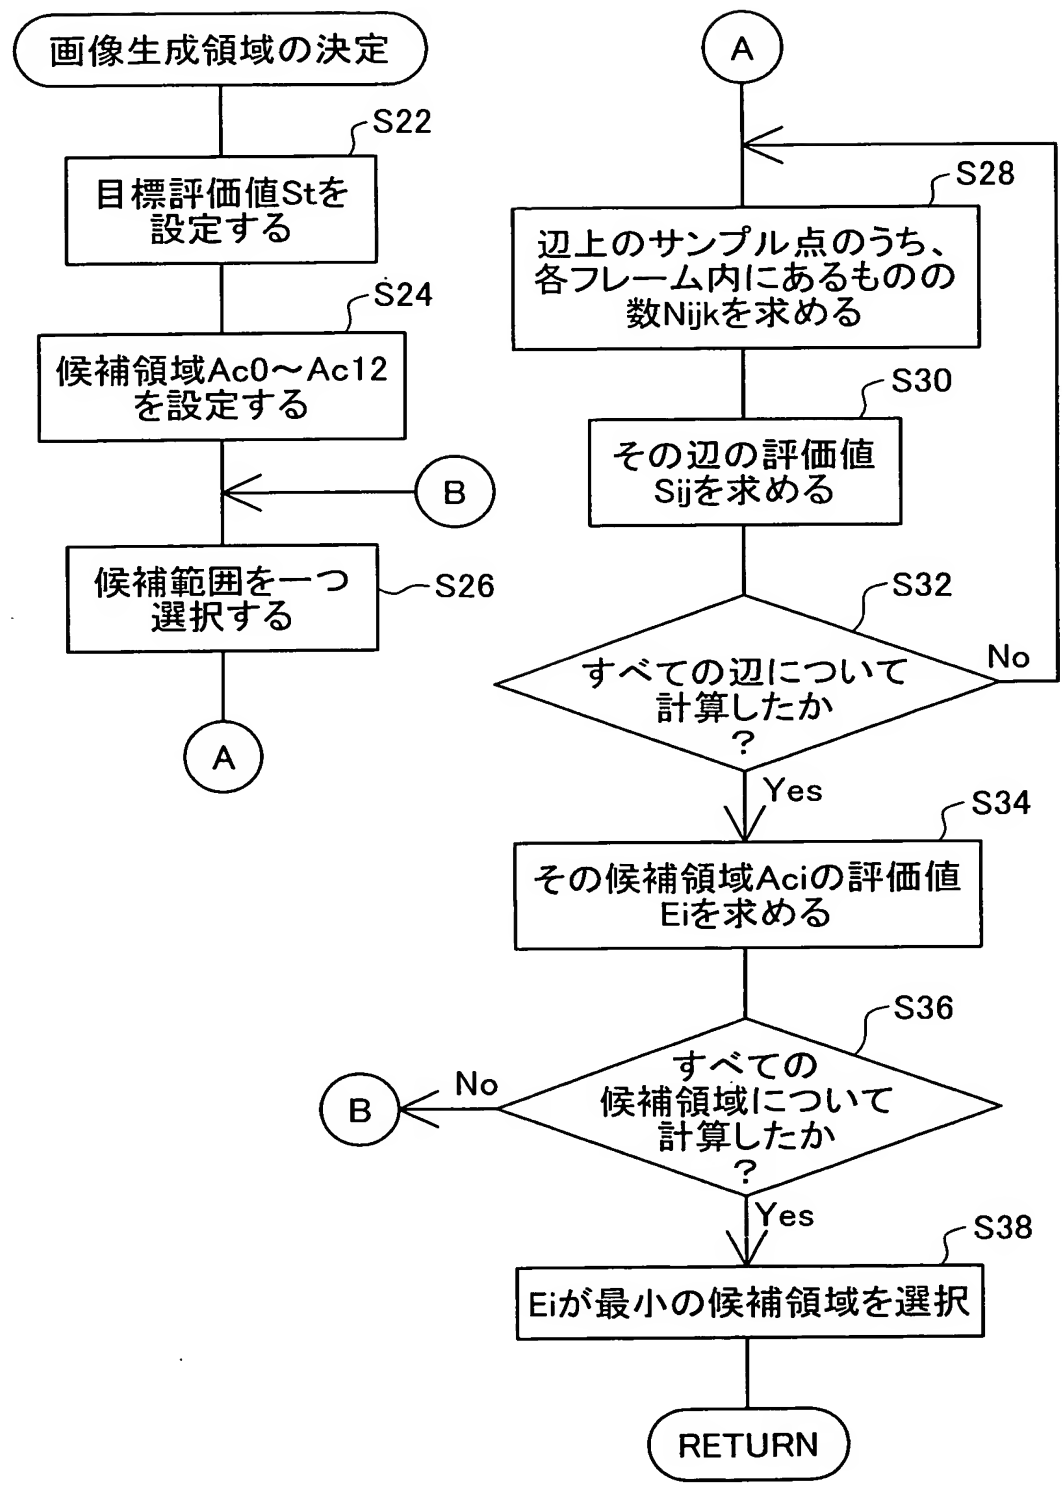 画像生成領域の決定
S22
目標評価値Stを
設定する
S24
候補領域Ac0～Ac12
を設定する
B
候補範囲を一つ
選択する
S26
A
A
S28
辺上のサンプル点のうち、
各フレーム内にあるものの
数Nijkを求める
S30
その辺の評価値
Sijを求める
S32
すべての辺について
計算したか
？
No
Yes
S34
その候補領域Aciの評価値
Eiを求める
S36
すべての
候補領域について
計算したか
？
No
B
Yes
S38
Eiが最小の候補領域を選択
RETURN